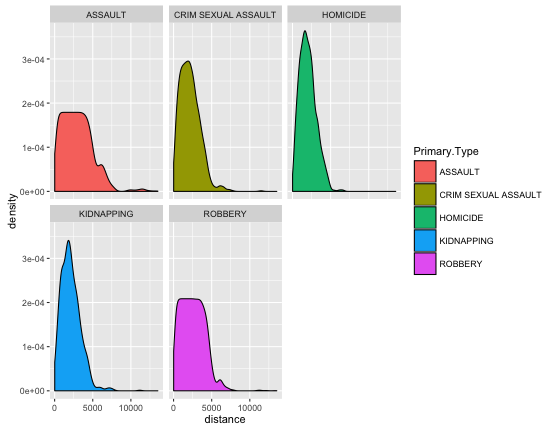 ASSAULT
CRIM SEXUAL ASSAULT
HOMICIDE
3e-04
2e-04
1e-04
0e+00
KIDNAPPING
ROBBERY
3e-04
2e-04
1e-04
0e+00
0 5000 10000
0 5000 10000
distance
density
Primary.Type
ASSAULT
CRIM SEXUAL ASSAULT
HOMICIDE
KIDNAPPING
ROBBERY